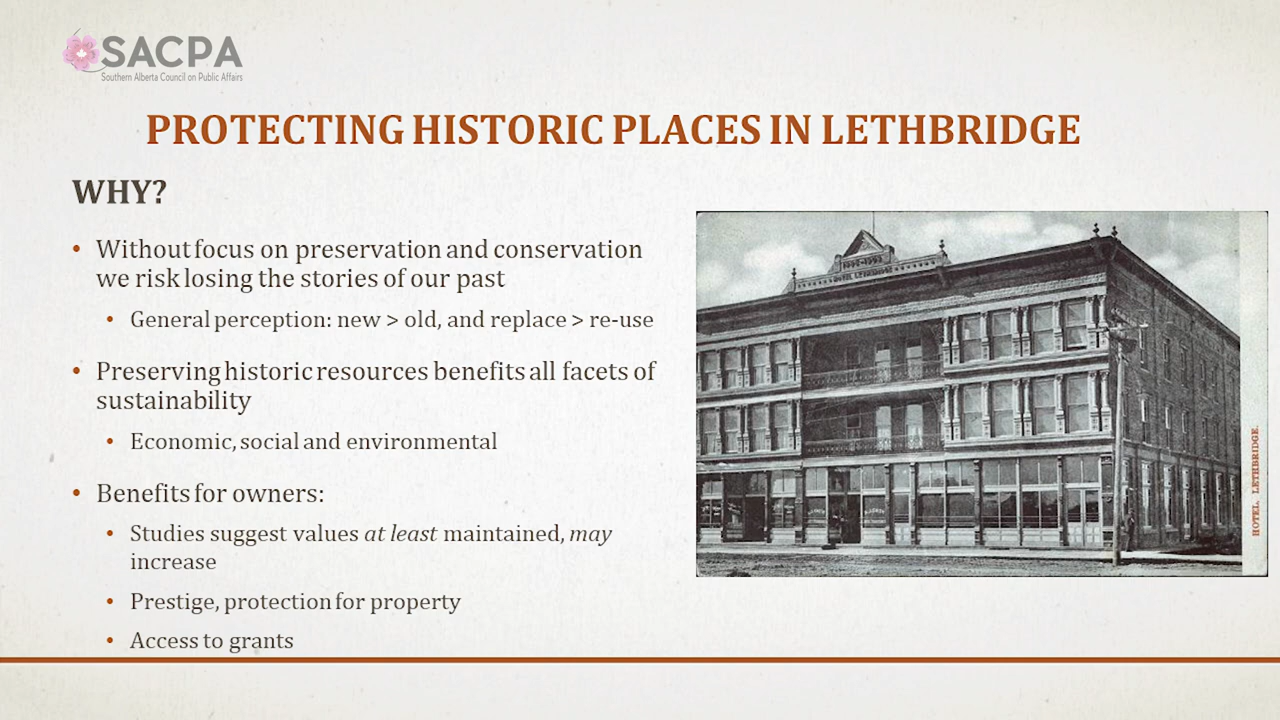 SACPA
Southern Alberta Council on Public Affairs
PROTECTING HISTORIC PLACES IN LETHBRIDGE
WHY?
• Without focus on preservation and conservation
we risk losing the stories of our past
• General perception: new > old, and replace > re-use
• Preserving historic resources benefits all facets of
sustainability
• Economic, social and environmental
• Benefits for owners:
• Studies suggest values at least maintained, may
increase
• Prestige, protection for property
• Access to grants
HOTEL LETHBRIDGE
HOTEL. LETHBRIDGE.